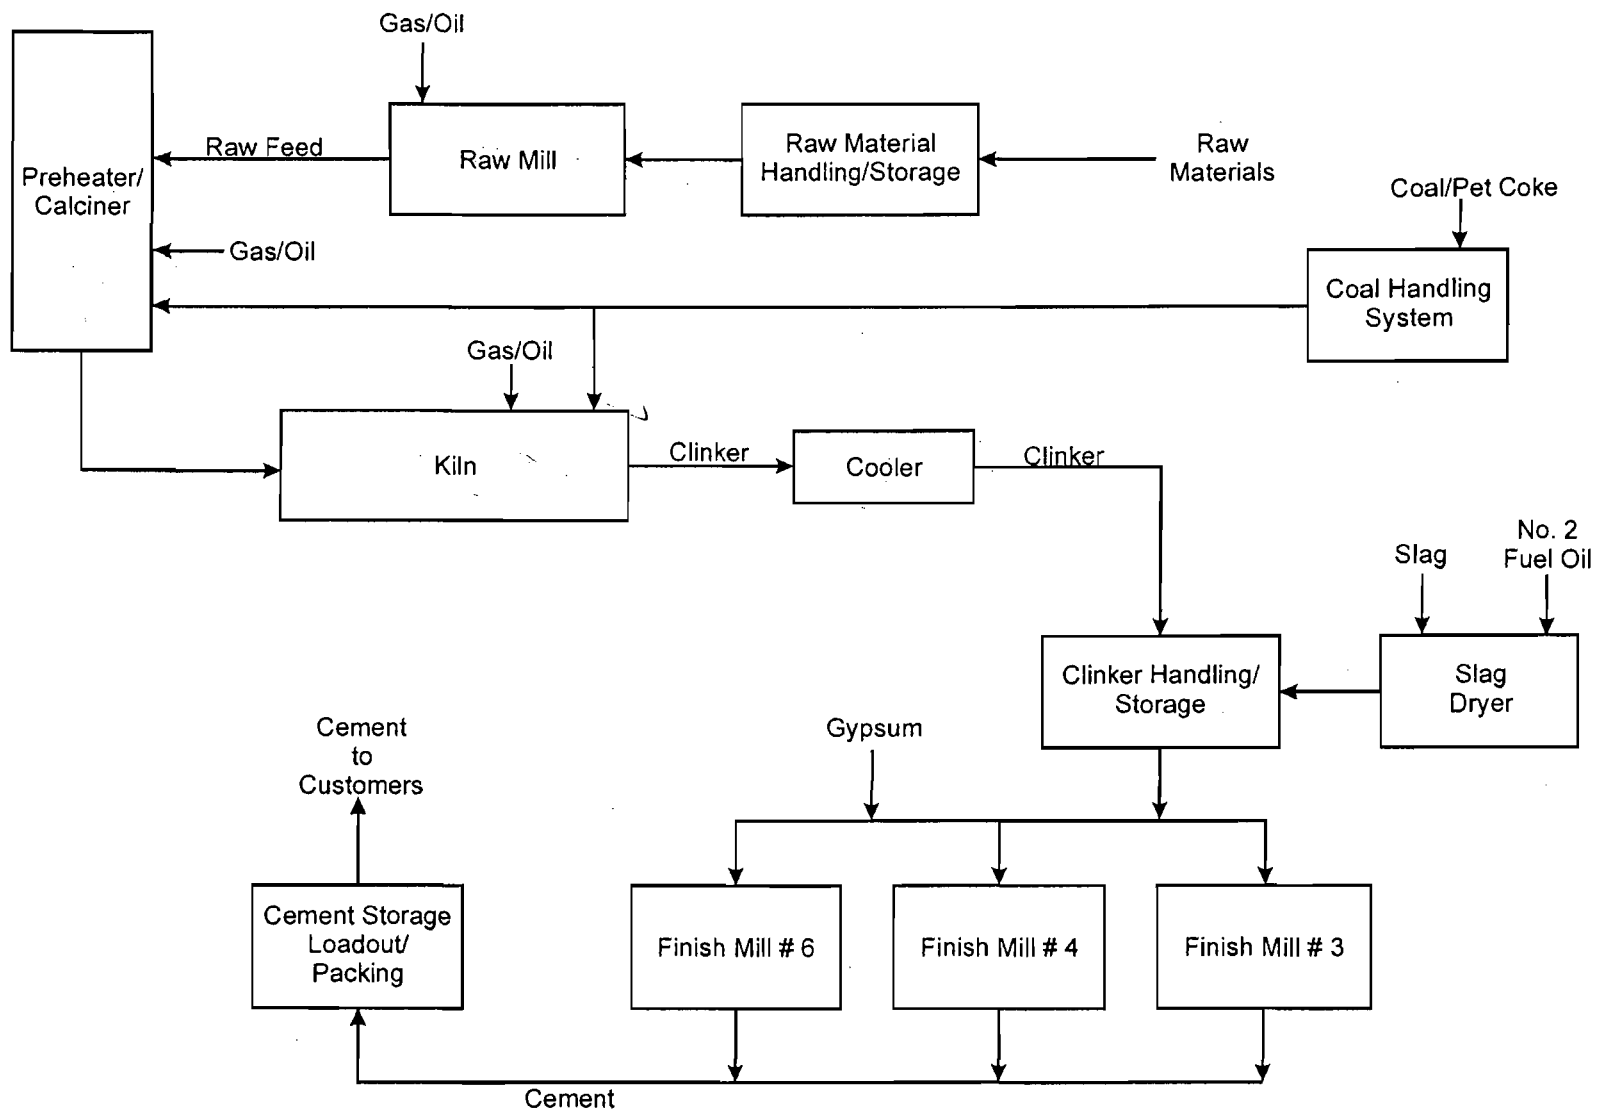 Gas/Oil
Preheater/
Calciner
Raw Feed
Raw Mill
Raw Material
Handling/Storage
Raw
Materials
Coal/Pet Coke
Gas/Oil
Coal Handling
System
Gas/Oil
Kiln
Clinker
Cooler
Clinker
Slag
No. 2
Fuel Oil
Clinker Handling/
Storage
Slag
Dryer
Cement
to
Customers
Gypsum
Cement Storage
Loadout/
Packing
Finish Mill # 6
Finish Mill # 4
Finish Mill # 3
Cement